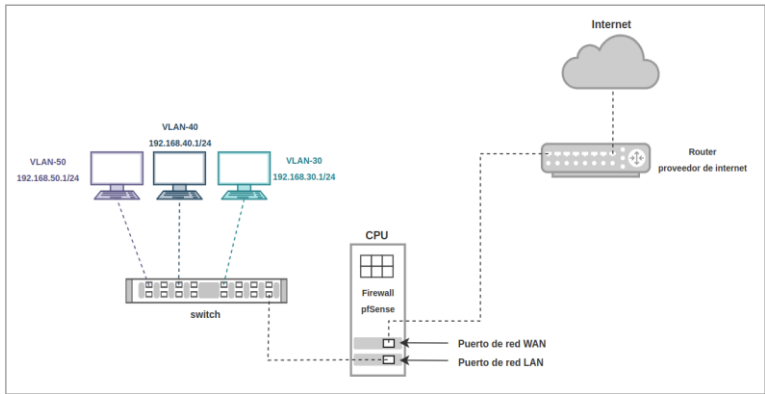 Internet
VLAN-40
192.168.40.1/24
VLAN-50
192.168.50.1/24
VLAN-30
192.168.30.1/24
Router
proveedor de internet
CPU
Firewall
pfSense
switch
Puerto de red WAN
Puerto de red LAN